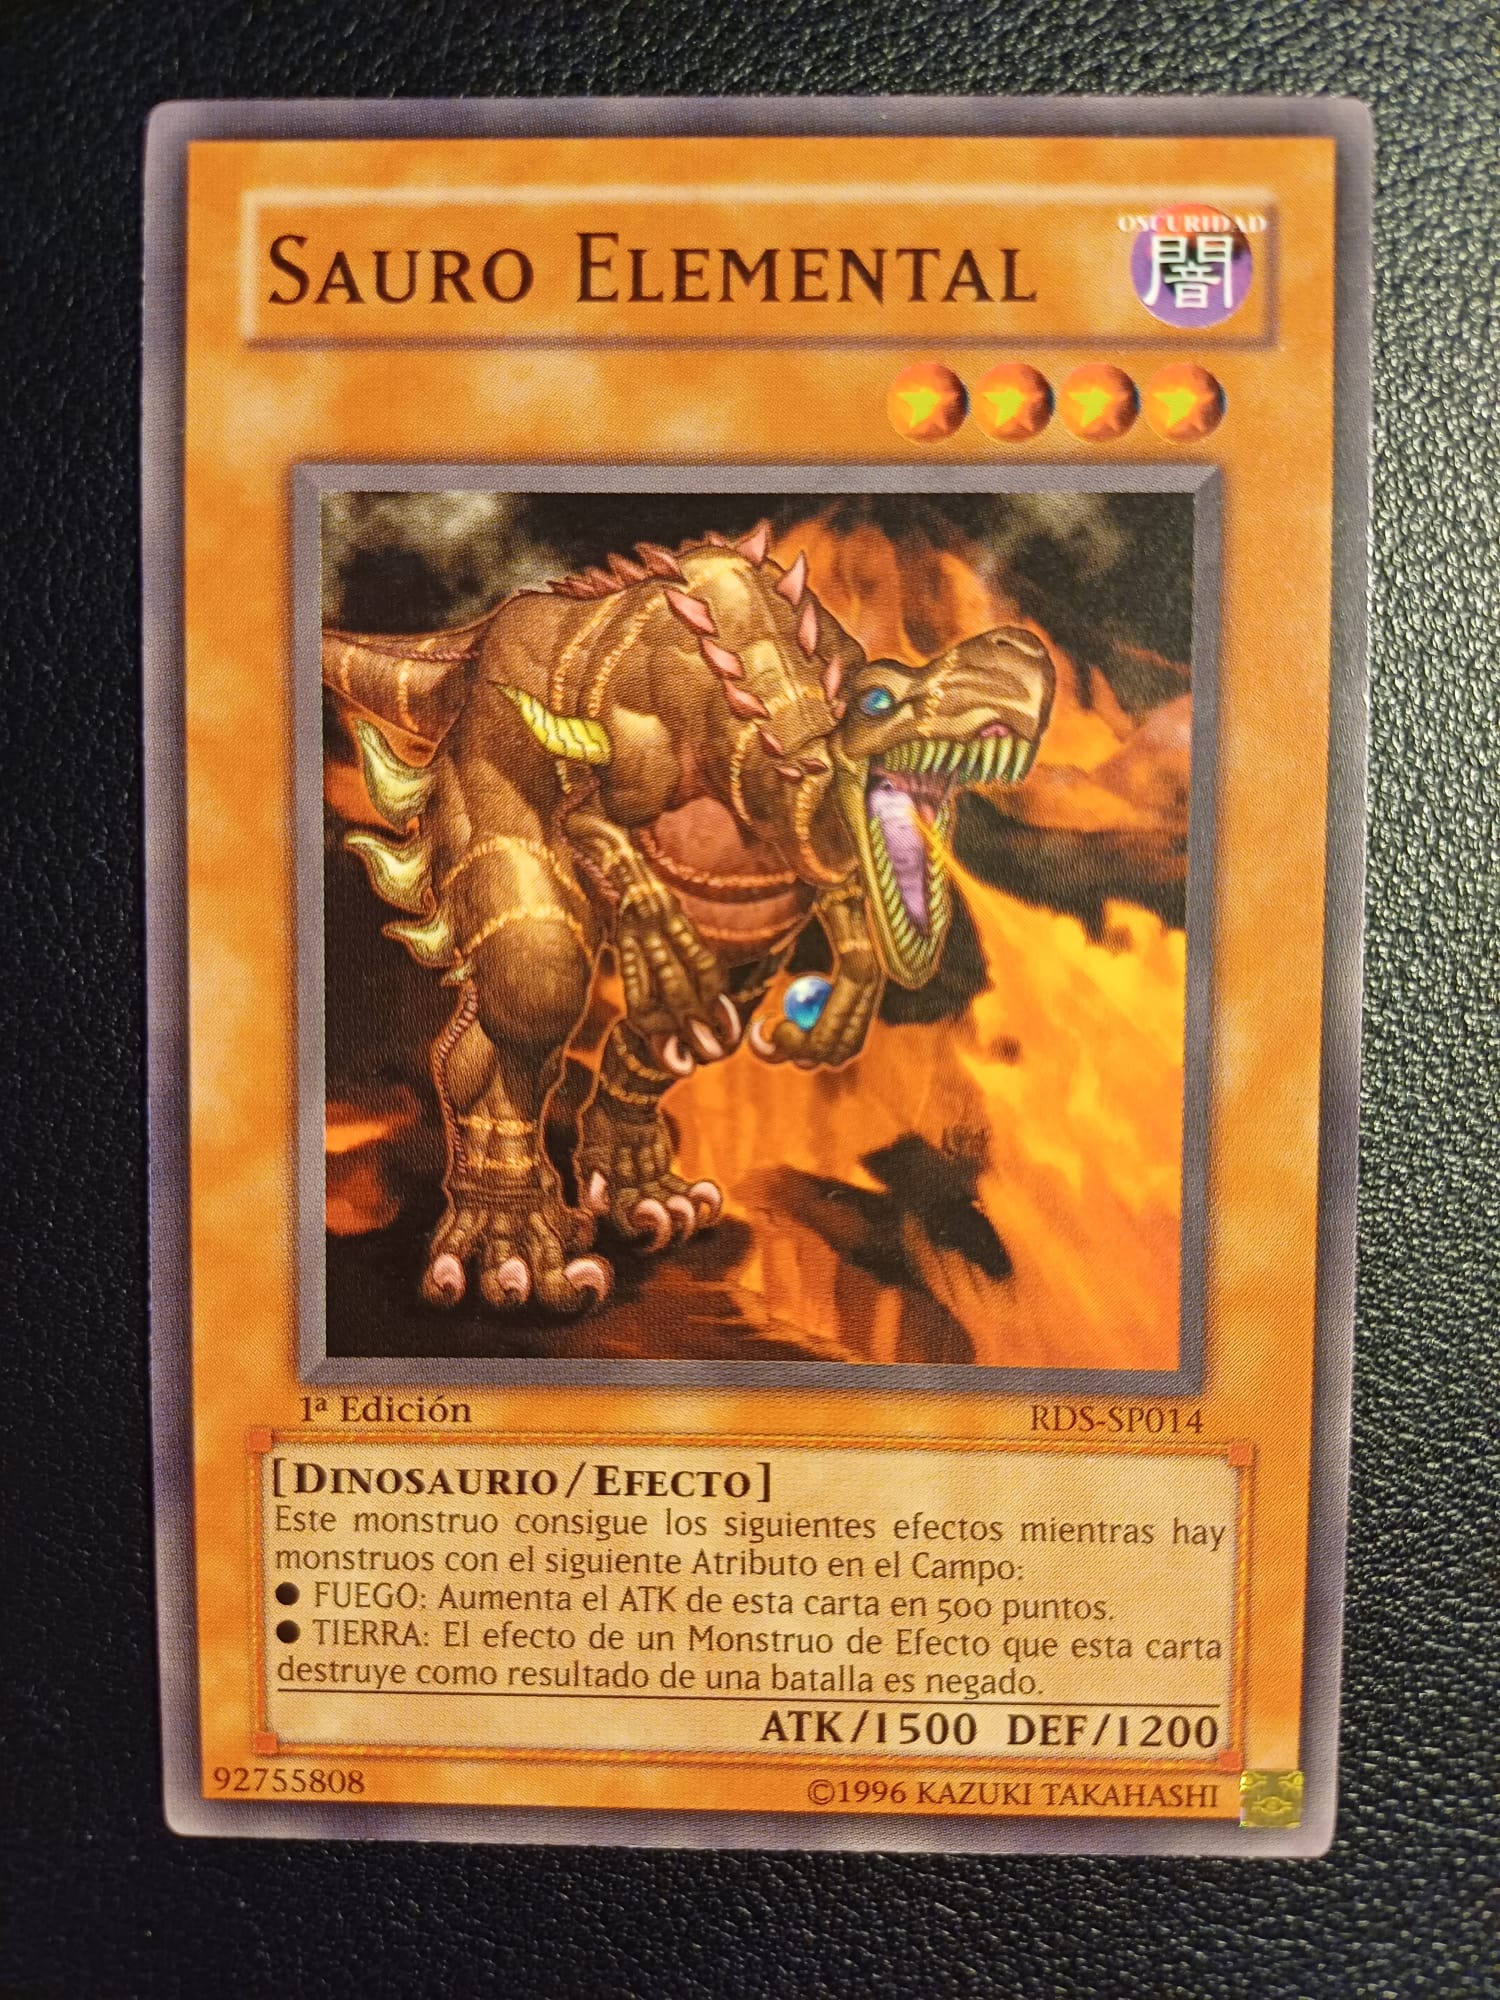 SAURO ELEMENTAL
OSCURIDAD
闇
1ª Edición
RDS-SP014
[DINOSAURIO/EFECTO]
Este monstruo consigue los siguientes efectos mientras hay
monstruos con el siguiente Atributo en el Campo:
● FUEGO: Aumenta el ATK de esta carta en 500 puntos.
● TIERRA: El efecto de un Monstruo de Efecto que esta carta
destruye como resultado de una batalla es negado.
ATK/1500 DEF/1200
92755808
©1996 KAZUKI TAKAHASHI